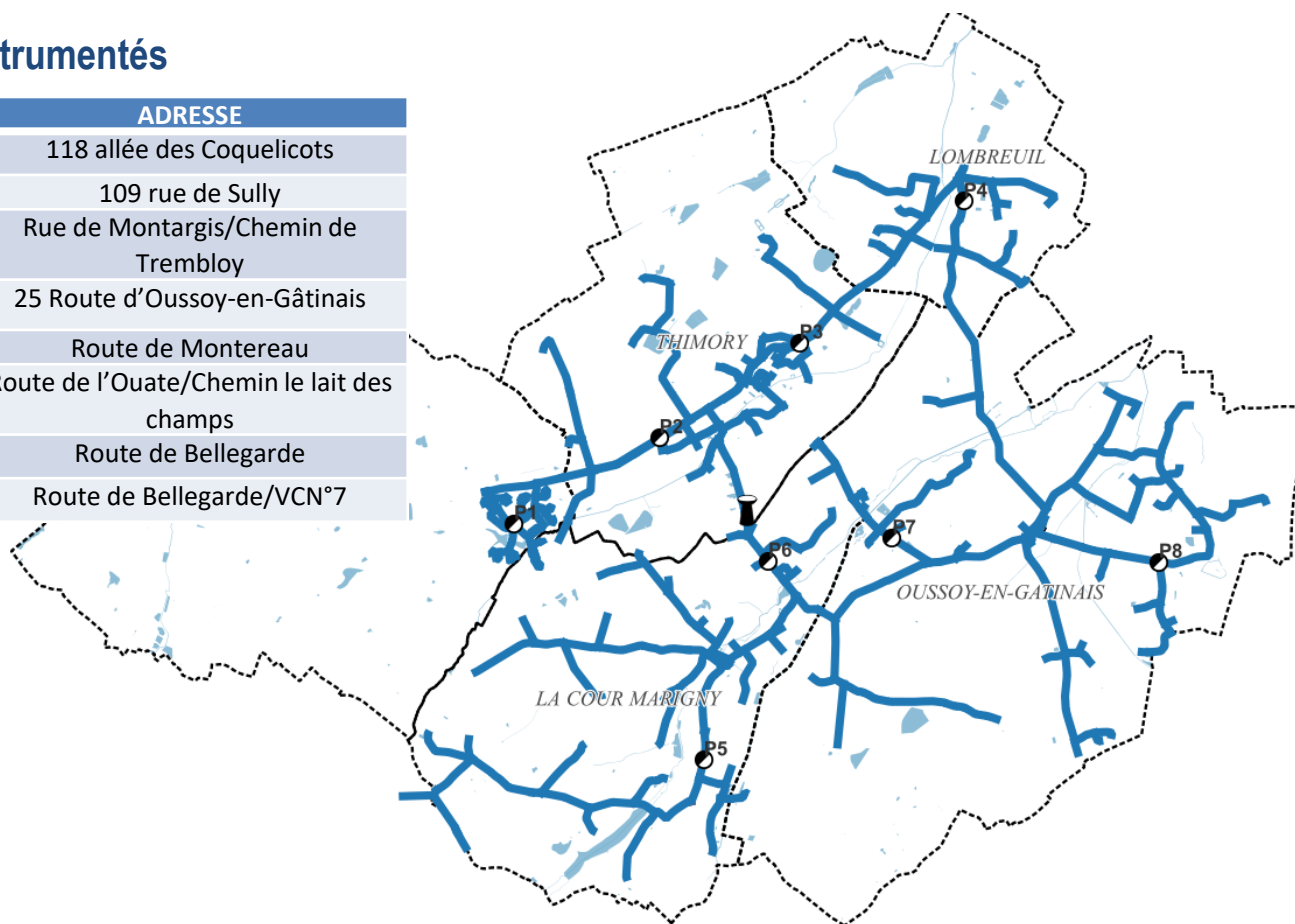 trumentés
ADRESSE
118 allée des Coquelicots
109 rue de Sully
Rue de Montargis/Chemin de
Trembloy
25 Route d’Oussoy-en-Gâtinais
Route de Montereau
Route de l’Ouate/Chemin le lait des
champs
Route de Bellegarde
Route de Bellegarde/VCN°7
LOMBREUIL
P4
P3
THIMORY
P2
P1
P7
P6
P8
OUSSOY-EN-GATINAIS
LA COUR MARIGNY
P5